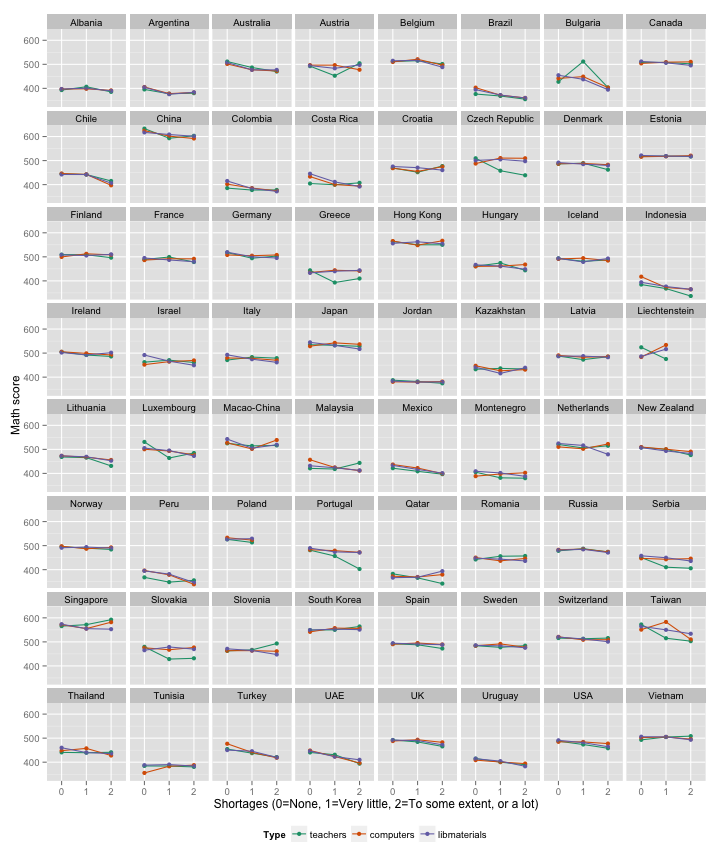 Albania Argentina Australia Austria Belgium Brazil Bulgaria Canada
600
500
400
Chile China Colombia Costa Rica Croatia Czech Republic Denmark Estonia
600
500
400
Finland France Germany Greece Hong Kong Hungary Iceland Indonesia
600
500
400
Ireland Israel Italy Japan Jordan Kazakhstan Latvia Liechtenstein
600
500
400
Math score
Lithuania Luxembourg Macao-China Malaysia Mexico Montenegro Netherlands New Zealand
600
500
400
Norway Peru Poland Portugal Qatar Romania Russia Serbia
600
500
400
Singapore Slovakia Slovenia South Korea Spain Sweden Switzerland Taiwan
600
500
400
Thailand Tunisia Turkey UAE UK Uruguay USA Vietnam
600
500
400
0 1 2 0 1 2 0 1 2 0 1 2 0 1 2 0 1 2 0 1 2 0 1 2
Shortages (0=None, 1=Very little, 2=To some extent, or a lot)
Type teachers computers libmaterials